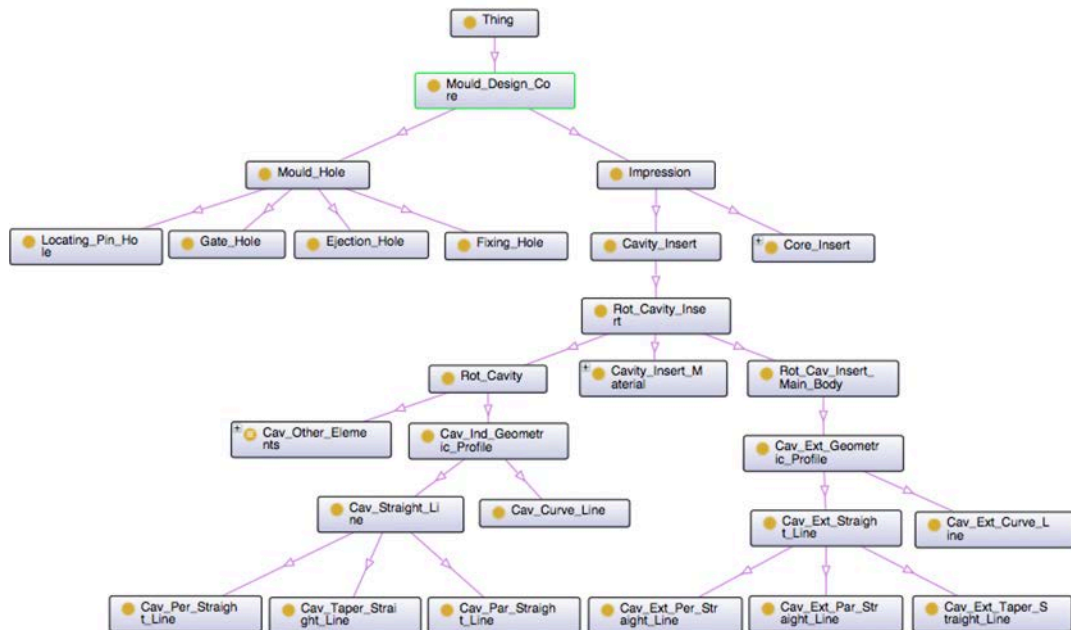 Thing
Mould_Design_Co
re
Mould_Hole
Impression
Locating_Pin_Ho
le
Gate_Hole
Ejection_Hole
Fixing_Hole
Cavity_Insert
Core_Insert
Rot_Cavity_Inse
rt
Rot_Cavity
Cavity_Insert_M
aterial
Rot_Cav_Insert_
Main_Body
Cav_Other_Eleme
nts
Cav_Ind_Geometr
ic_Profile
Cav_Ext_Geometr
ic_Profile
Cav_Straight_Li
ne
Cav_Curve_Line
Cav_Ext_Straigh
t_Line
Cav_Ext_Curve_L
ine
Cav_Per_Straigh
t_Line
Cav_Taper_Strai
ght_Line
Cav_Par_Straigh
t_Line
Cav_Ext_Per_Str
aight_Line
Cav_Ext_Par_Str
aight_Line
Cav_Ext_Taper_S
traight_Line